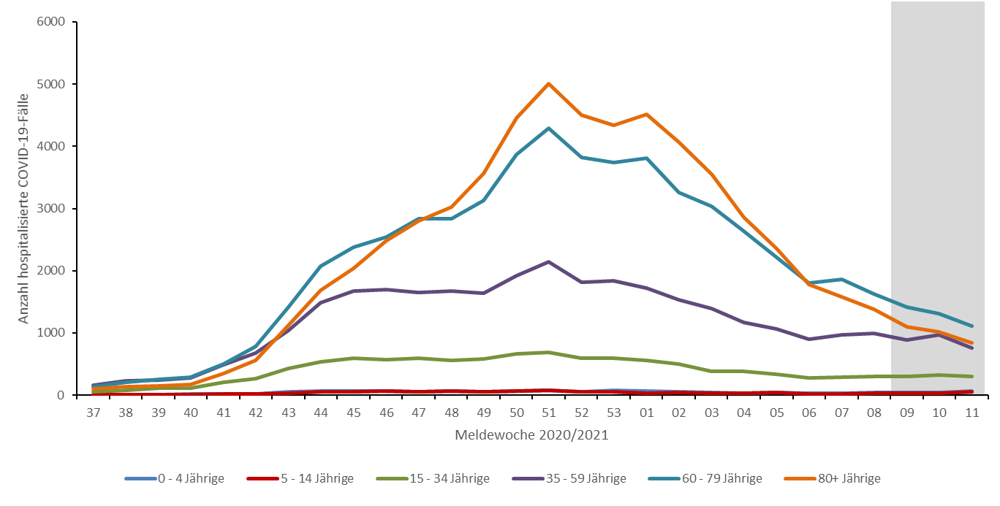 6000
5000
4000
3000
2000
1000
0
Anzahl hospitalisierte COVID-19-Fälle
37 38 39 40 41 42 43 44 45 46 47 48 49 50 51 52 53 01 02 03 04 05 06 07 08 09 10 11
Meldewoche 2020/2021
0 - 4 Jährige 5 - 14 Jährige 15 - 34 Jährige 35 - 59 Jährige 60 - 79 Jährige 80+ Jährige